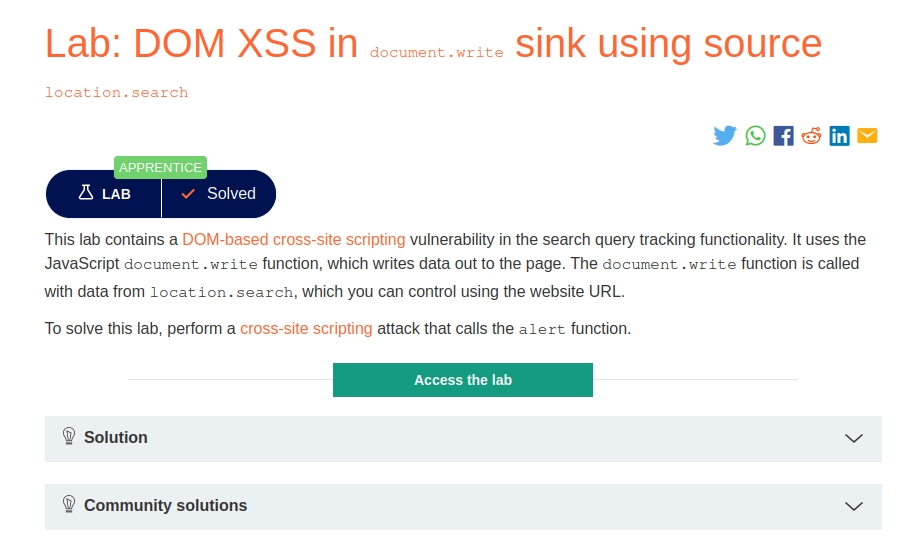 Lab: DOM XSS in document.write sink using source
location.search
APPRENTICE
LAB Solved
This lab contains a DOM-based cross-site scripting vulnerability in the search query tracking functionality. It uses the
JavaScript document.write function, which writes data out to the page. The document.write function is called
with data from location.search, which you can control using the website URL.
To solve this lab, perform a cross-site scripting attack that calls the alert function.
Access the lab
Solution
Community solutions